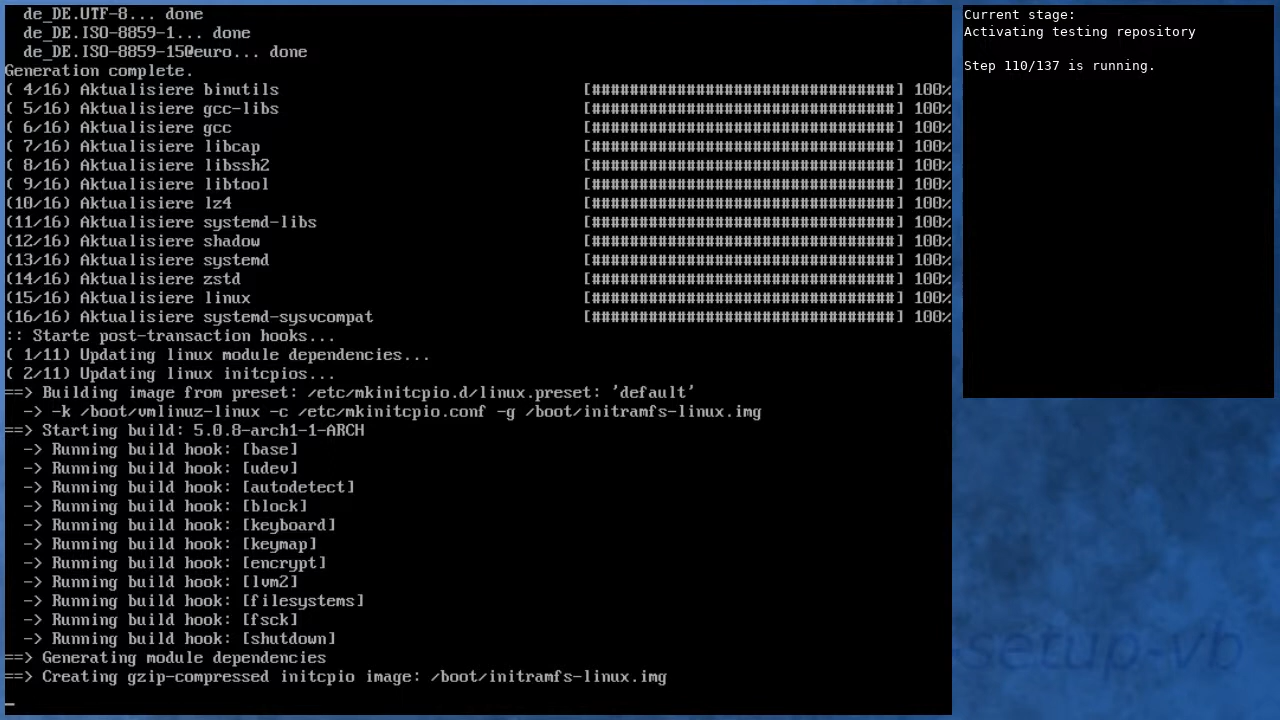 de_DE.UTF-8... done
de_DE.ISO-8859-1... done
de_DE.ISO-8859-15@euro... done
Generation complete.
( 4/16) Aktualisiere binutils [################################] 100%
( 5/16) Aktualisiere gcc-libs [################################] 100%
( 6/16) Aktualisiere gcc [################################] 100%
( 7/16) Aktualisiere libcap [################################] 100%
( 8/16) Aktualisiere libssh2 [################################] 100%
( 9/16) Aktualisiere libtool [################################] 100%
(10/16) Aktualisiere lz4 [################################] 100%
(11/16) Aktualisiere systemd-libs [################################] 100%
(12/16) Aktualisiere shadow [################################] 100%
(13/16) Aktualisiere systemd [################################] 100%
(14/16) Aktualisiere zstd [################################] 100%
(15/16) Aktualisiere linux [################################] 100%
(16/16) Aktualisiere systemd-sysvcompat [################################] 100%
:: Starte post-transaction hooks...
( 1/11) Updating linux module dependencies...
( 2/11) Updating linux initcpios...
==> Building image from preset: /etc/mkinitcpio.d/linux.preset: 'default'
-> -k /boot/vmlinuz-linux -c /etc/mkinitcpio.conf -g /boot/initramfs-linux.img
==> Starting build: 5.0.8-arch1-1-ARCH
-> Running build hook: [base]
-> Running build hook: [udev]
-> Running build hook: [autodetect]
-> Running build hook: [block]
-> Running build hook: [keyboard]
-> Running build hook: [keymap]
-> Running build hook: [encrypt]
-> Running build hook: [lvm2]
-> Running build hook: [filesystems]
-> Running build hook: [fsck]
-> Running build hook: [shutdown]
==> Generating module dependencies
==> Creating gzip-compressed initcpio image: /boot/initramfs-linux.img
_
Current stage:
Activating testing repository
Step 110/137 is running.
-setup-vb